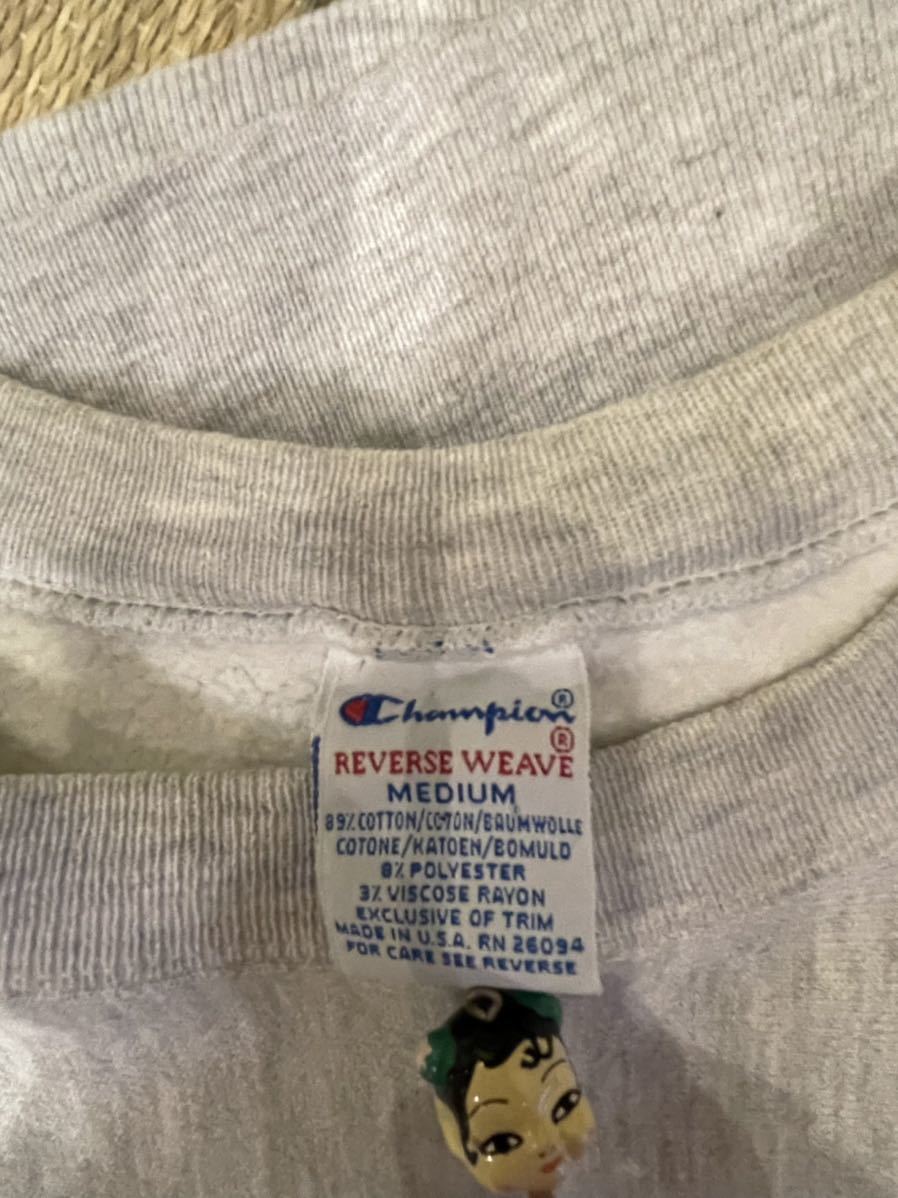 Champion®
REVERSE WEAVE®
MEDIUM
89% COTTON/COTON/BAUMWOLLE
COTONE/KATOEN/BOMULD
8% POLYESTER
3% VISCOSE RAYON
EXCLUSIVE OF TRIM
MADE IN U.S.A. RN 26094
FOR CARE SEE REVERSE